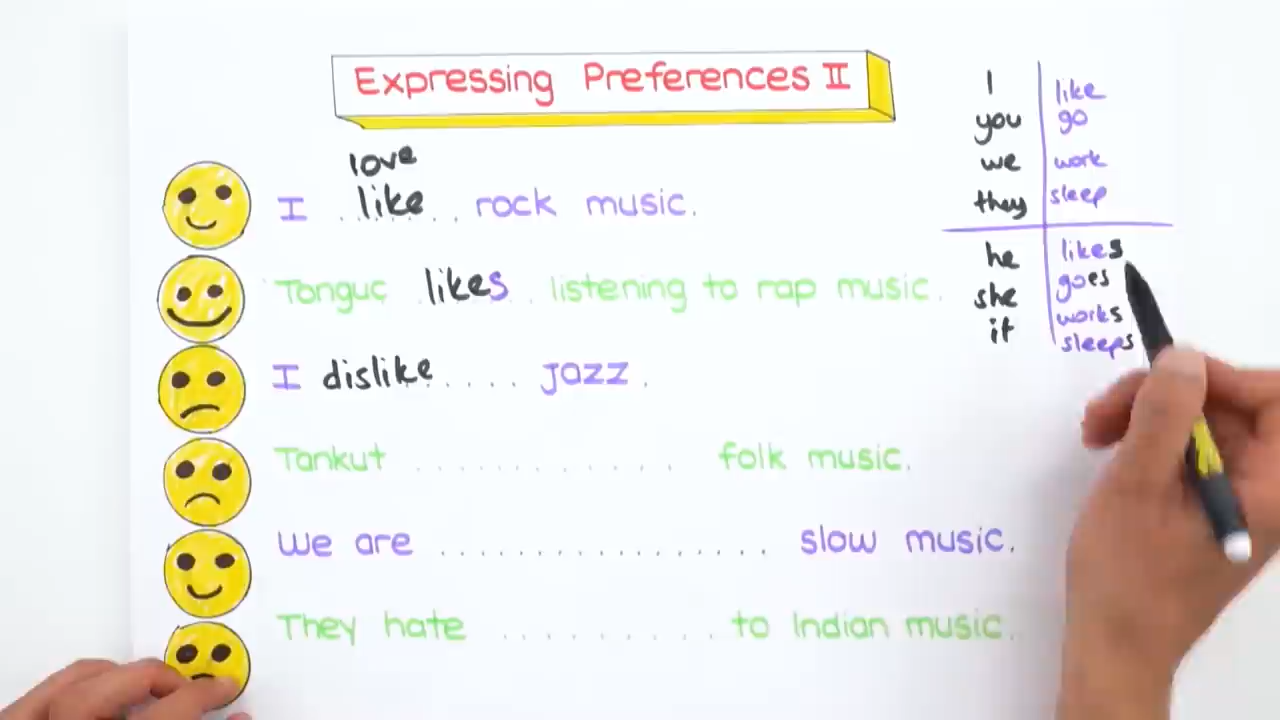 Expressing Preferences II
love
I like rock music.
Tonguç likes listening to rap music.
I dislike ..... jazz.
Tankut ............. folk music.
We are ................. slow music.
They hate .......... to Indian music.
I like
you go
we work
they sleep
he likes
she goes
it works
sleeps